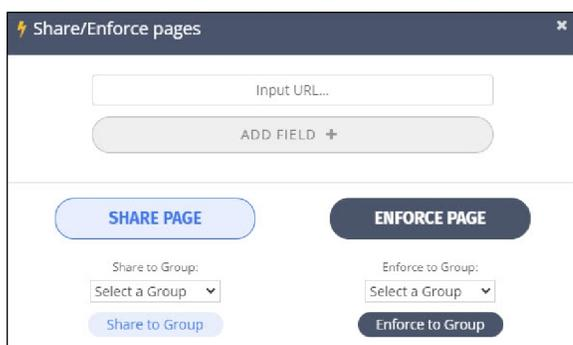 Share/Enforce pages
Input URL...
ADD FIELD +
SHARE PAGE
ENFORCE PAGE
Share to Group:
Enforce to Group:
Select a Group
Select a Group
Share to Group
Enforce to Group